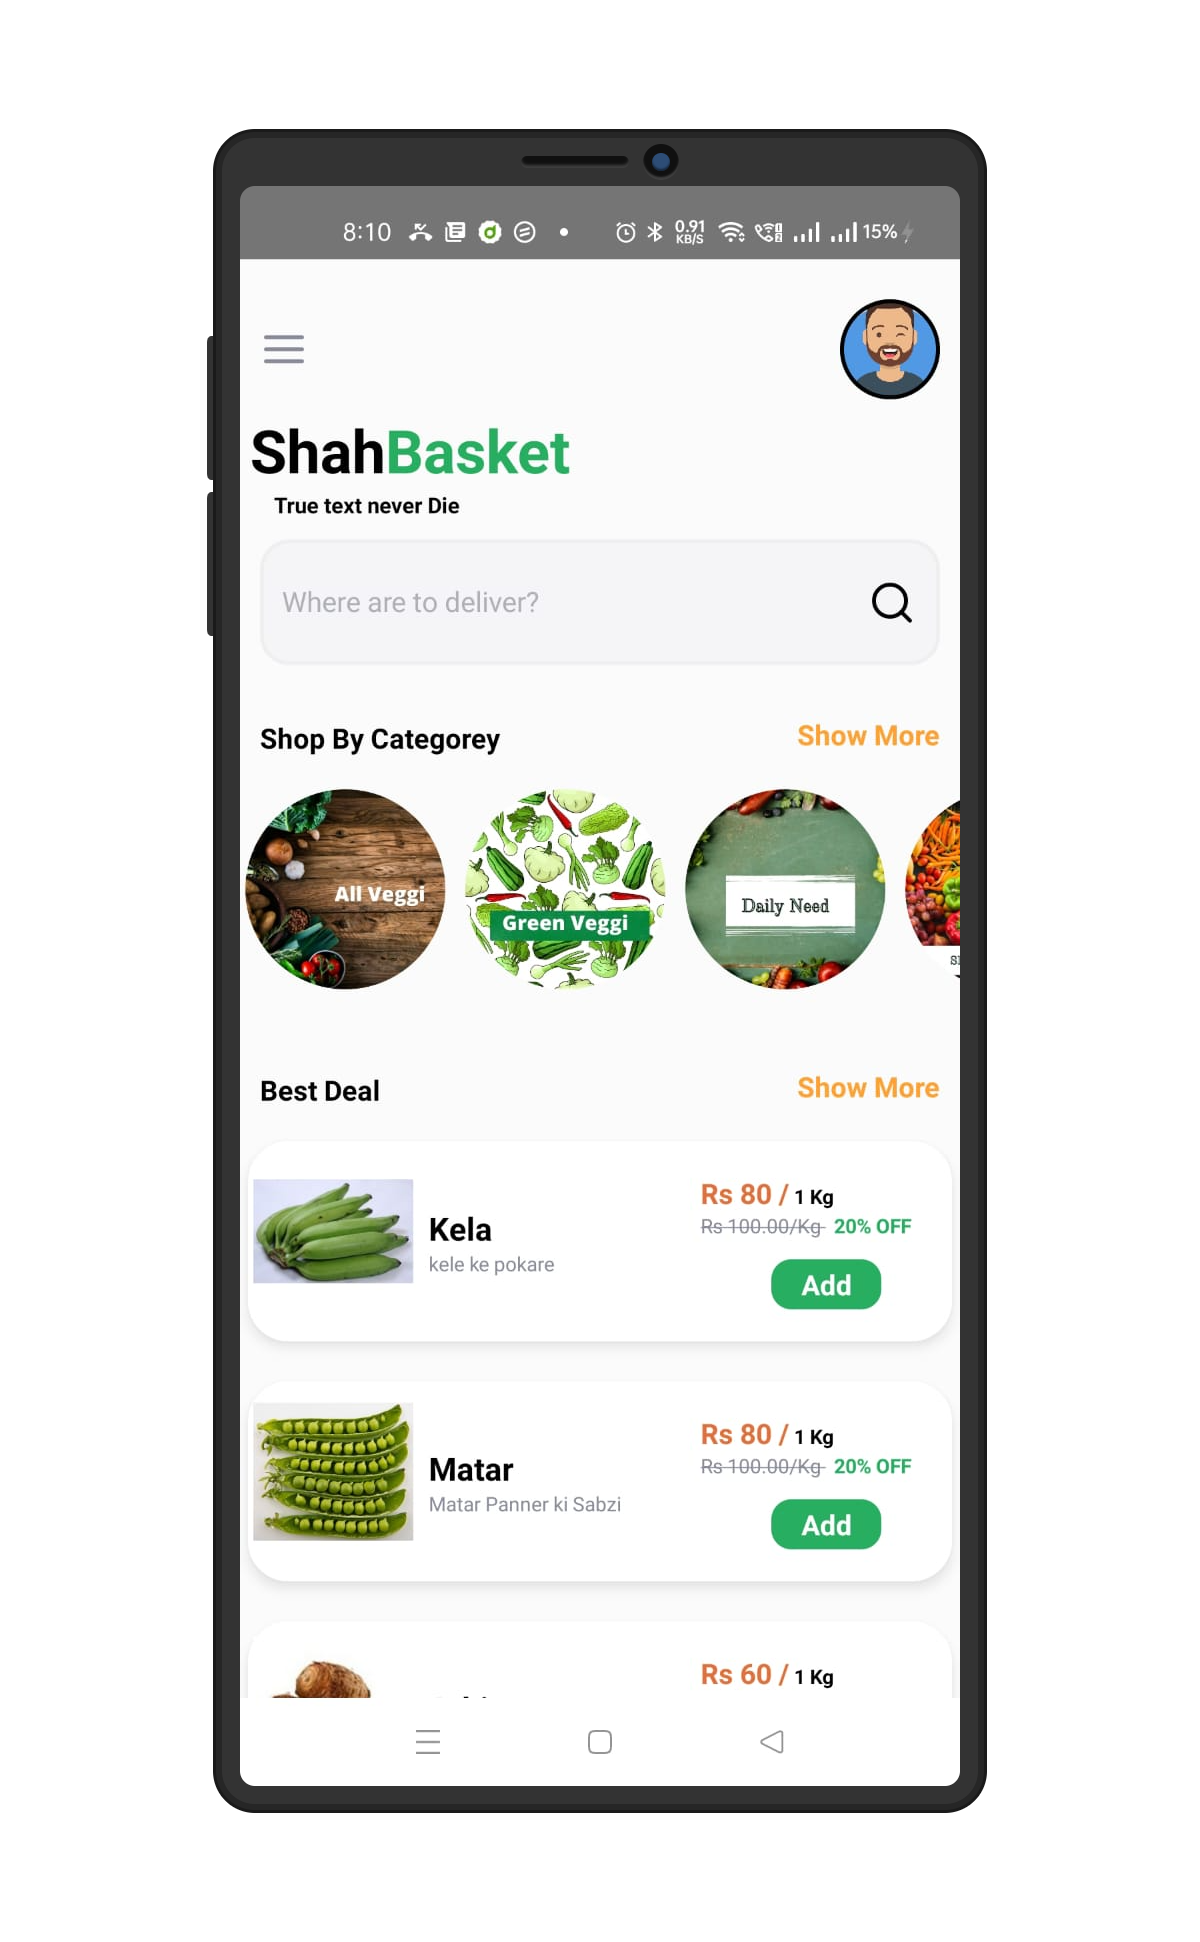 8:10 0.91 KB/S 15%
ShahBasket
True text never Die
Where are to deliver?
Shop By Categorey Show More
All Veggi
Green Veggi
Daily Need
Best Deal Show More
Kela
kele ke pokare
Rs 80 / 1 Kg
Rs 100.00/Kg 20% OFF
Add
Matar
Matar Panner ki Sabzi
Rs 80 / 1 Kg
Rs 100.00/Kg 20% OFF
Add
Rs 60 / 1 Kg